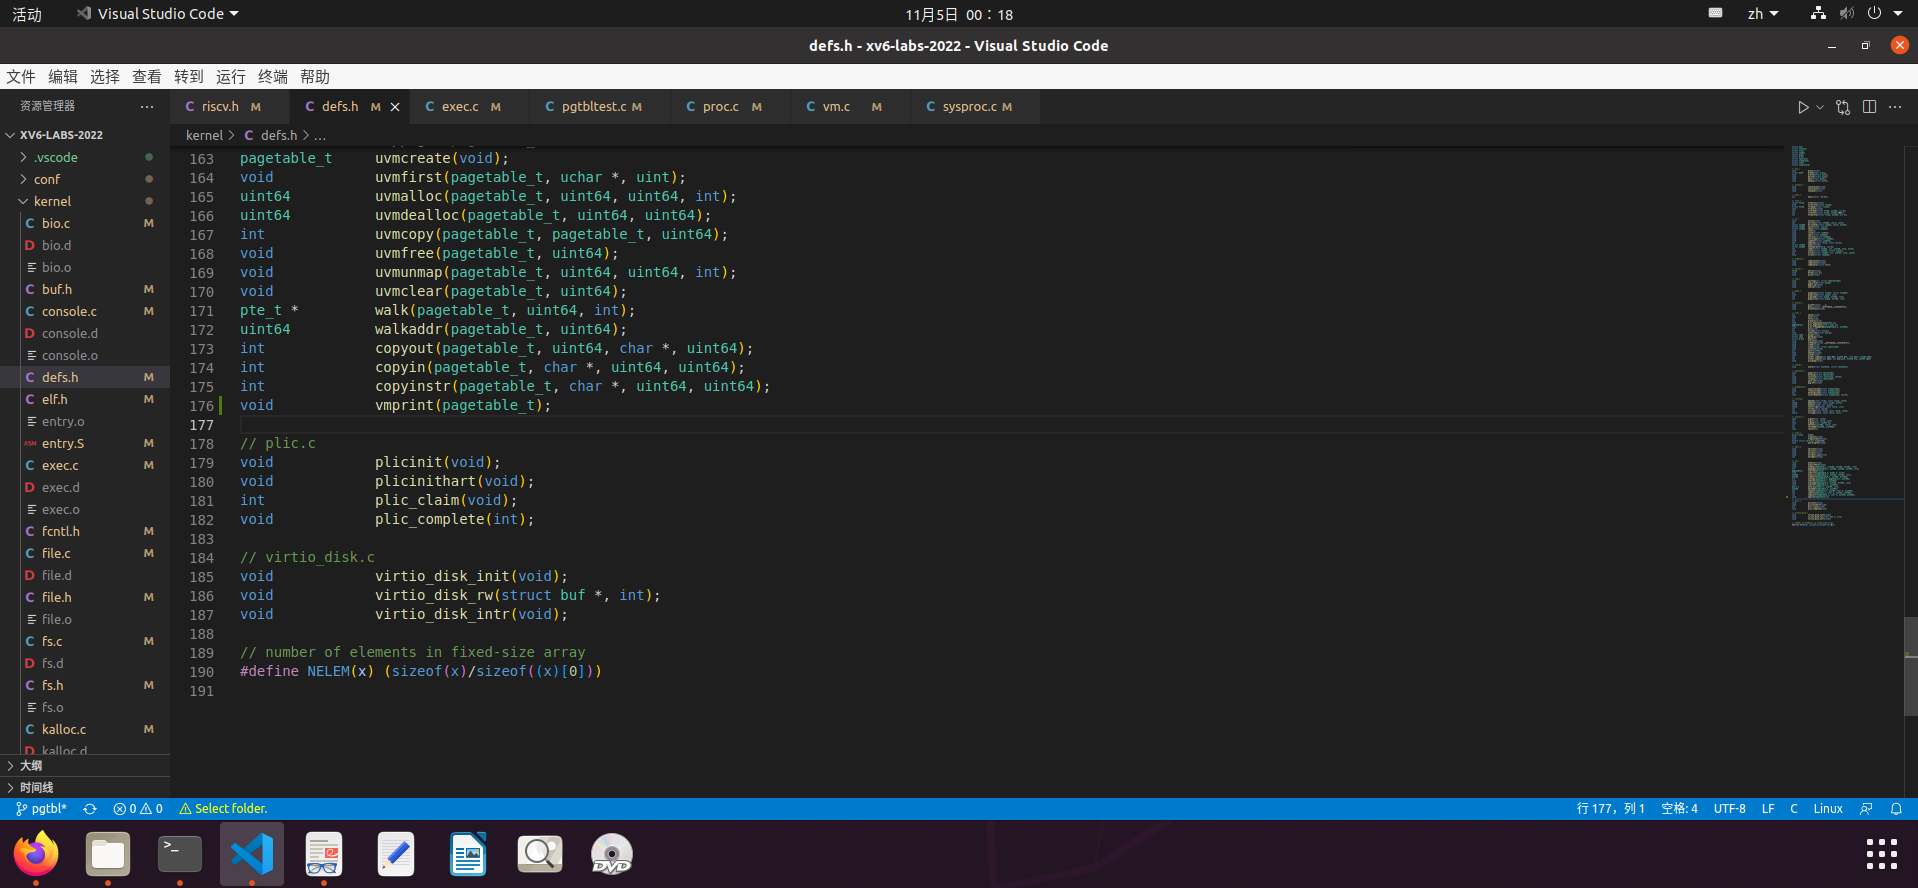 活动 Visual Studio Code 11月5日 00：18 zh
defs.h - xv6-labs-2022 - Visual Studio Code
文件 编辑 选择 查看 转到 运行 终端 帮助
资源管理器 ··· C riscv.h M C defs.h M C exec.c M C pgtbltest.c M C proc.c M C vm.c M C sysproc.c M ···
XV6-LABS-2022
kernel > C defs.h > ...
.vscode
conf
kernel
C bio.c M
D bio.d
bio.o
C buf.h M
C console.c M
D console.d
console.o
C defs.h M
C elf.h M
entry.o
ASM entry.S M
C exec.c M
D exec.d
exec.o
C fcntl.h M
C file.c M
D file.d
C file.h M
file.o
C fs.c M
D fs.d
C fs.h M
fs.o
C kalloc.c M
D kalloc.d
大纲
时间线
163 pagetable_t uvmcreate(void);
164 void uvmfirst(pagetable_t, uchar *, uint);
165 uint64 uvmalloc(pagetable_t, uint64, uint64, int);
166 uint64 uvmdealloc(pagetable_t, uint64, uint64);
167 int uvmcopy(pagetable_t, pagetable_t, uint64);
168 void uvmfree(pagetable_t, uint64);
169 void uvmunmap(pagetable_t, uint64, uint64, int);
170 void uvmclear(pagetable_t, uint64);
171 pte_t * walk(pagetable_t, uint64, int);
172 uint64 walkaddr(pagetable_t, uint64);
173 int copyout(pagetable_t, uint64, char *, uint64);
174 int copyin(pagetable_t, char *, uint64, uint64);
175 int copyinstr(pagetable_t, char *, uint64, uint64);
176 void vmprint(pagetable_t);
177
178 // plic.c
179 void plicinit(void);
180 void plicinithart(void);
181 int plic_claim(void);
182 void plic_complete(int);
183
184 // virtio_disk.c
185 void virtio_disk_init(void);
186 void virtio_disk_rw(struct buf *, int);
187 void virtio_disk_intr(void);
188
189 // number of elements in fixed-size array
190 #define NELEM(x) (sizeof(x)/sizeof((x)[0]))
191
pgtbl* 0 0 Select folder. 行 177，列 1 空格: 4 UTF-8 LF C Linux
>_
DVD